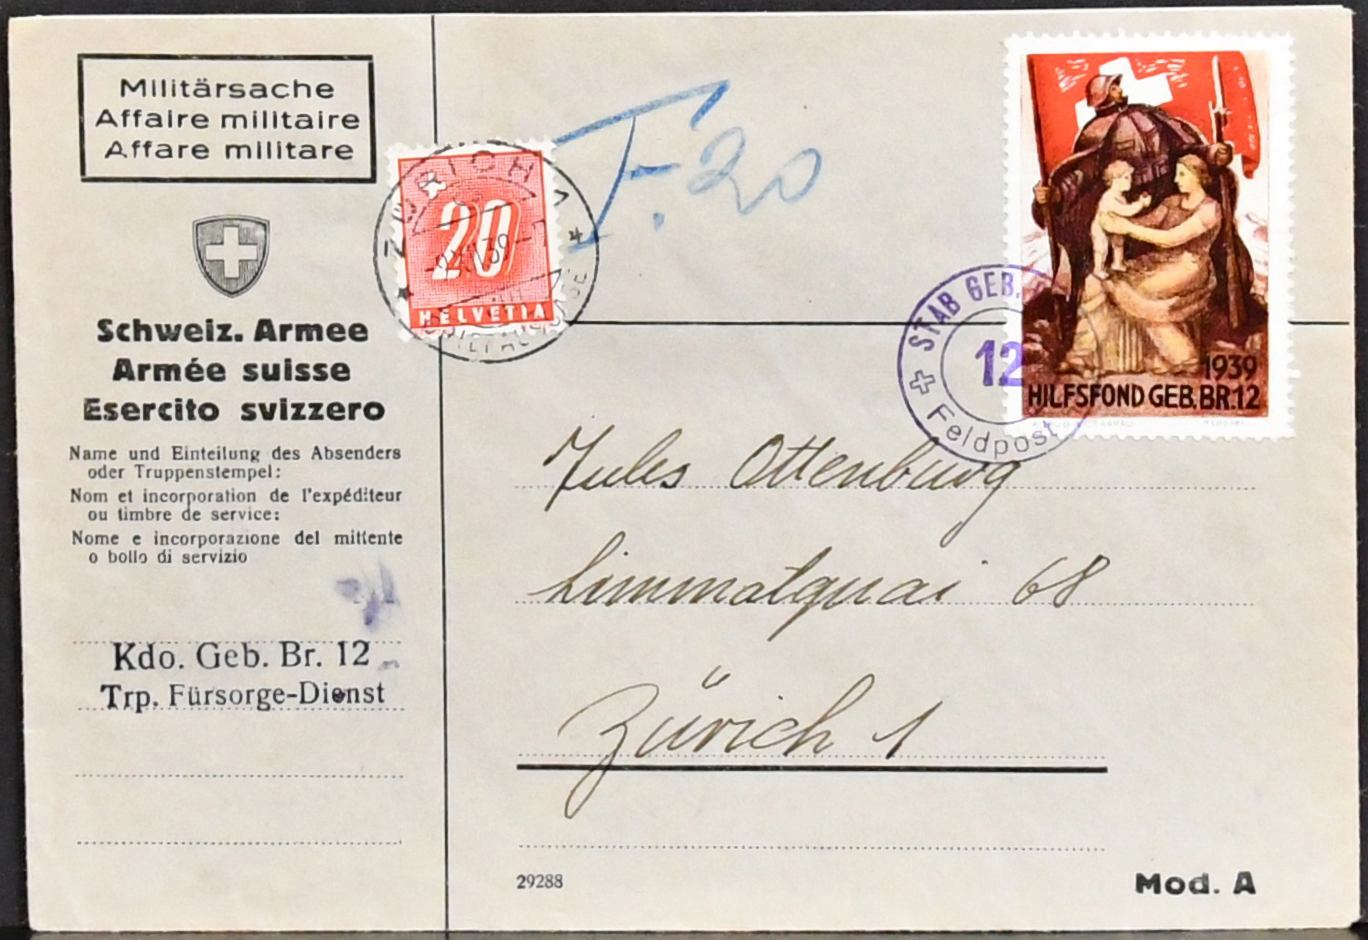 Militärsache
Affaire militaire
Affare militare
Schweiz. Armee
Armée suisse
Esercito svizzero
Name und Einteilung des Absenders
oder Truppenstempel:
Nom et incorporation de l'expéditeur
ou timbre de service:
Nome e incorporazione del mittente
o bollo di servizio
Kdo. Geb. Br. 12
Trp. Fürsorge-Dienst
ZÜRICH 1
20
HELVETIA
T. 20
STAB GEB.
12
Feldpost
1939
HILFSFOND GEB. BR. 12
Jules Ottenburg
Limmatquai 68
Zürich 1
29288
Mod. A